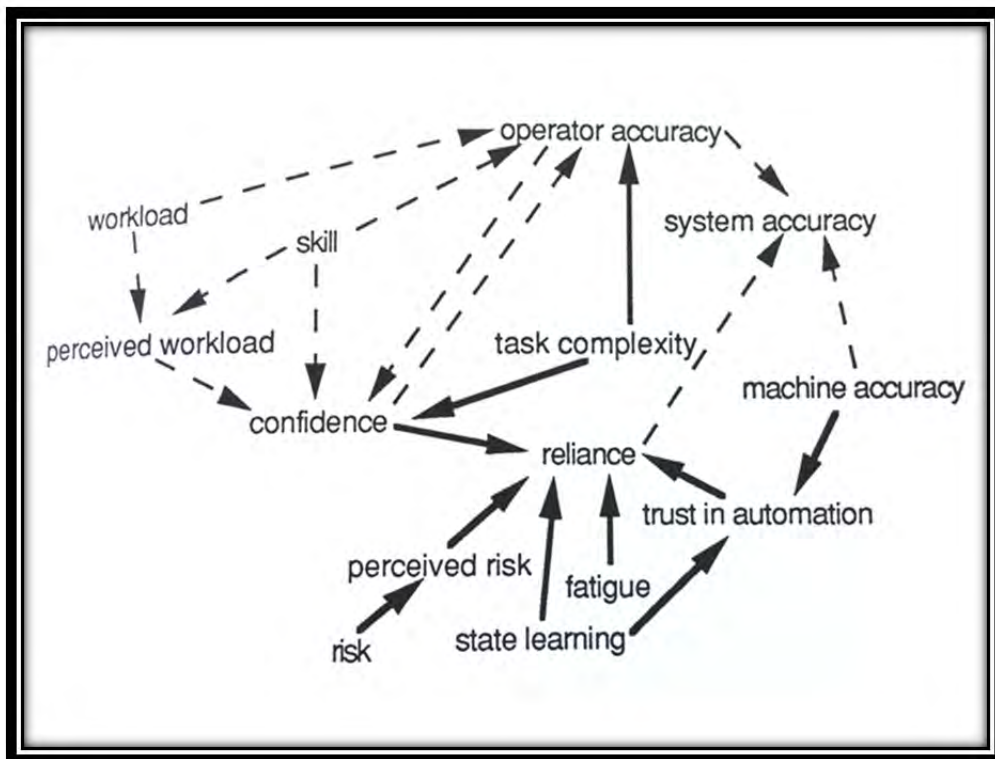 operator accuracy
workload
system accuracy
skill
perceived workload
task complexity
machine accuracy
confidence
reliance
trust in automation
perceived risk
fatigue
state learning
risk